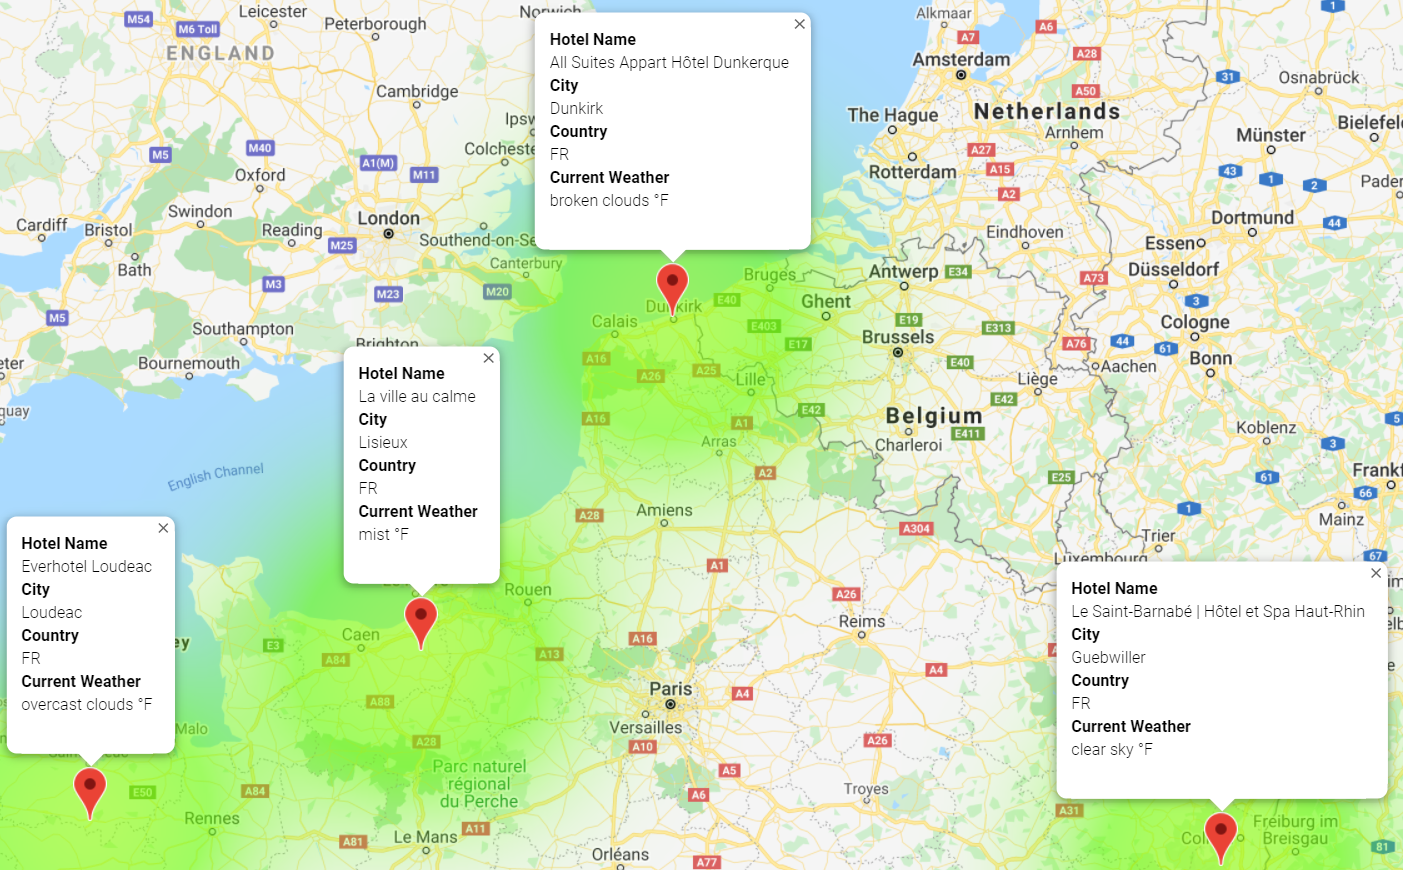 Hotel Name
All Suites Appart Hôtel Dunkerque
City
Dunkirk
Country
FR
Current Weather
broken clouds °F
Hotel Name
La ville au calme
City
Lisieux
Country
FR
Current Weather
mist °F
Hotel Name
Everhotel Loudeac
City
Loudeac
Country
FR
Current Weather
overcast clouds °F
Hotel Name
Le Saint-Barnabé | Hôtel et Spa Haut-Rhin
City
Guebwiller
Country
FR
Current Weather
clear sky °F
M54
M6 Toll
Leicester
Peterborough
Norwich
ENGLAND
Cambridge
Ipsw
Colcheste
M5
M40
A1(M)
M11
Oxford
Swindon
London
Cardiff
Bristol
Reading
M25
Southend-on-Se
Bath
Canterbury
M3
M23
M20
M5
Southampton
Brighton
eter
Bournemouth
quay
English Channel
Alkmaar
A7
A6
1
Amsterdam
A28
31
Osnabrück
A50
The Hague
Netherlands
Arnhem
Münster
Bielefel
A27
A15
A2
Rotterdam
43
1
2
Pader
Eindhoven
Dortmund
44
Essen
Düsseldorf
Bruges
Antwerp
E34
A73
Dunkirk
E40
Ghent
3
Calais
E403
E19
E313
Cologne
E17
Brussels
A76
44
61
Bonn
A16
A26
A25
Lille
E40
Aachen
Liège
E42
E42
Belgium
5
A16
A1
E411
Charleroi
Koblenz
3
Arras
A2
E25
61
Frankf
66
A28
Amiens
A304
1
Mainz
Trier
Luxembourg
67
A1
Rouen
A26
Reims
Caen
E3
A84
A13
A16
ey
A88
Paris
A4
A4
Versailles
Malo
A28
A10
A26
Parc naturel
régional
du Perche
A5
A6
Troyes
E50
A84
Rennes
A81
Le Mans
A11
Orléans
A77
A31
Col
Freiburg im
Breisgau
81